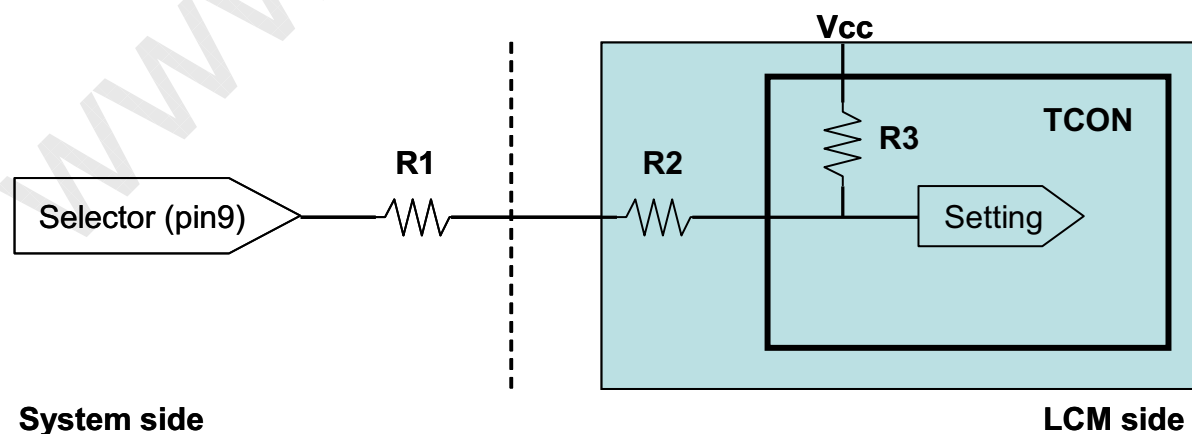 Vcc
TCON
R3
R1
R2
Selector (pin9)
Setting
System side
LCM side